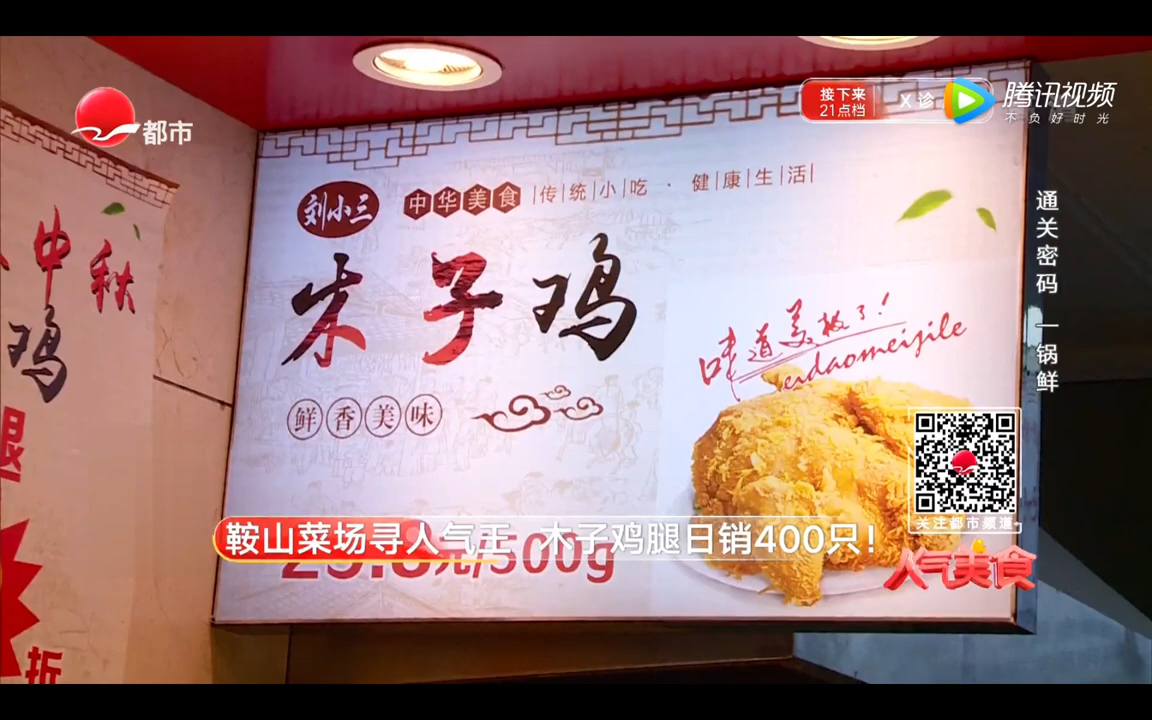 都市
接下来
21点档
X诊
腾讯视频
不负好时光
通关密码 一锅鲜
刘小三
中华美食
传统小吃·健康生活
木子鸡
味道美极了!
eidaomeijile
鲜香美味
元/500g
中秋
鸡
腿
折
鞍山菜场寻人气王 木子鸡腿日销400只!
关注都市频道
人气美食